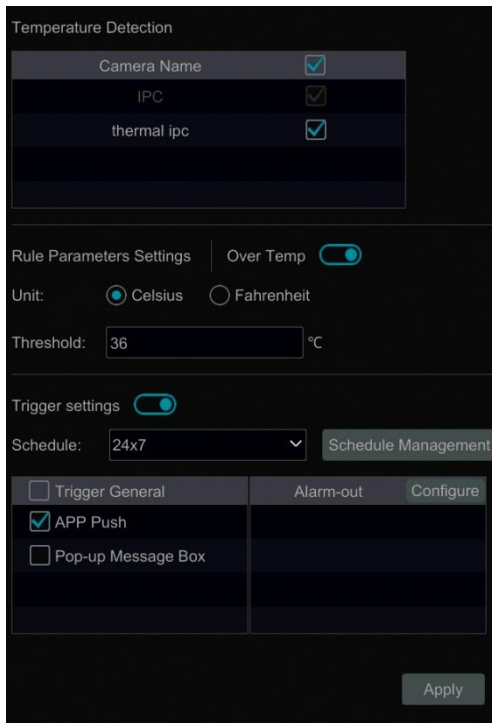 Temperature Detection
Camera Name
IPC
thermal ipc
Rule Parameters Settings Over Temp
Unit: Celsius Fahrenheit
Threshold: 36 °C
Trigger settings
Schedule: 24x7 Schedule Management
Trigger General Alarm-out Configure
APP Push
Pop-up Message Box
Apply